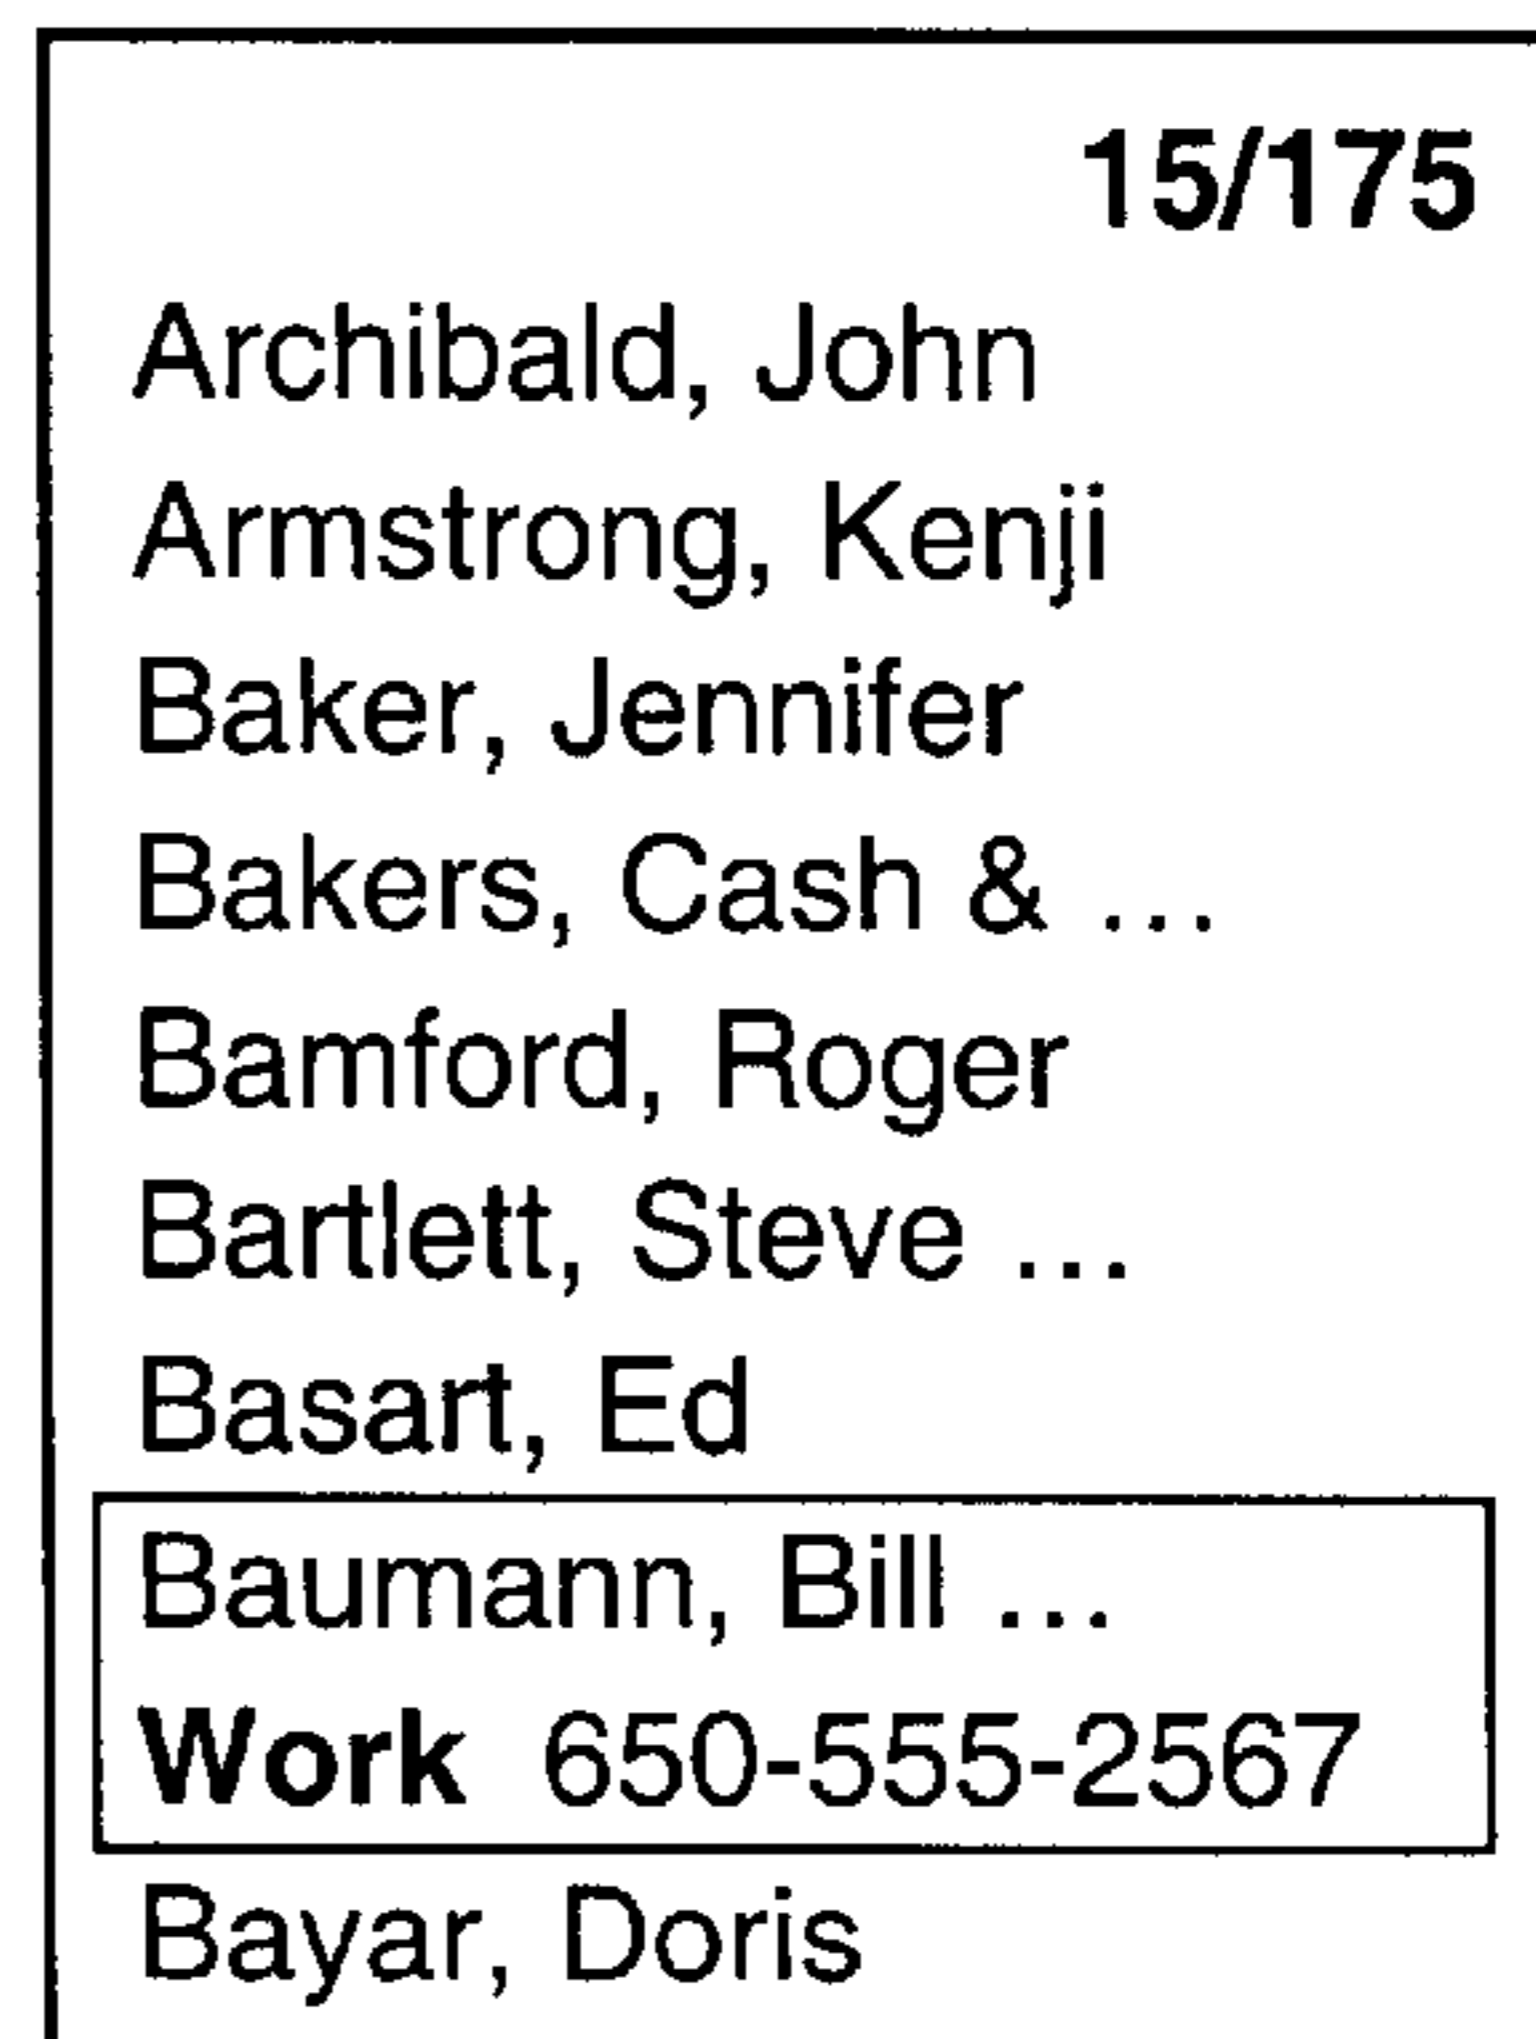 15/175
Archibald, John
Armstrong, Kenji
Baker, Jennifer
Bakers, Cash & ...
Bamford, Roger
Bartlett, Steve ...
Basart, Ed
Baumann, Bill ...
Work 650-555-2567
Bayar, Doris